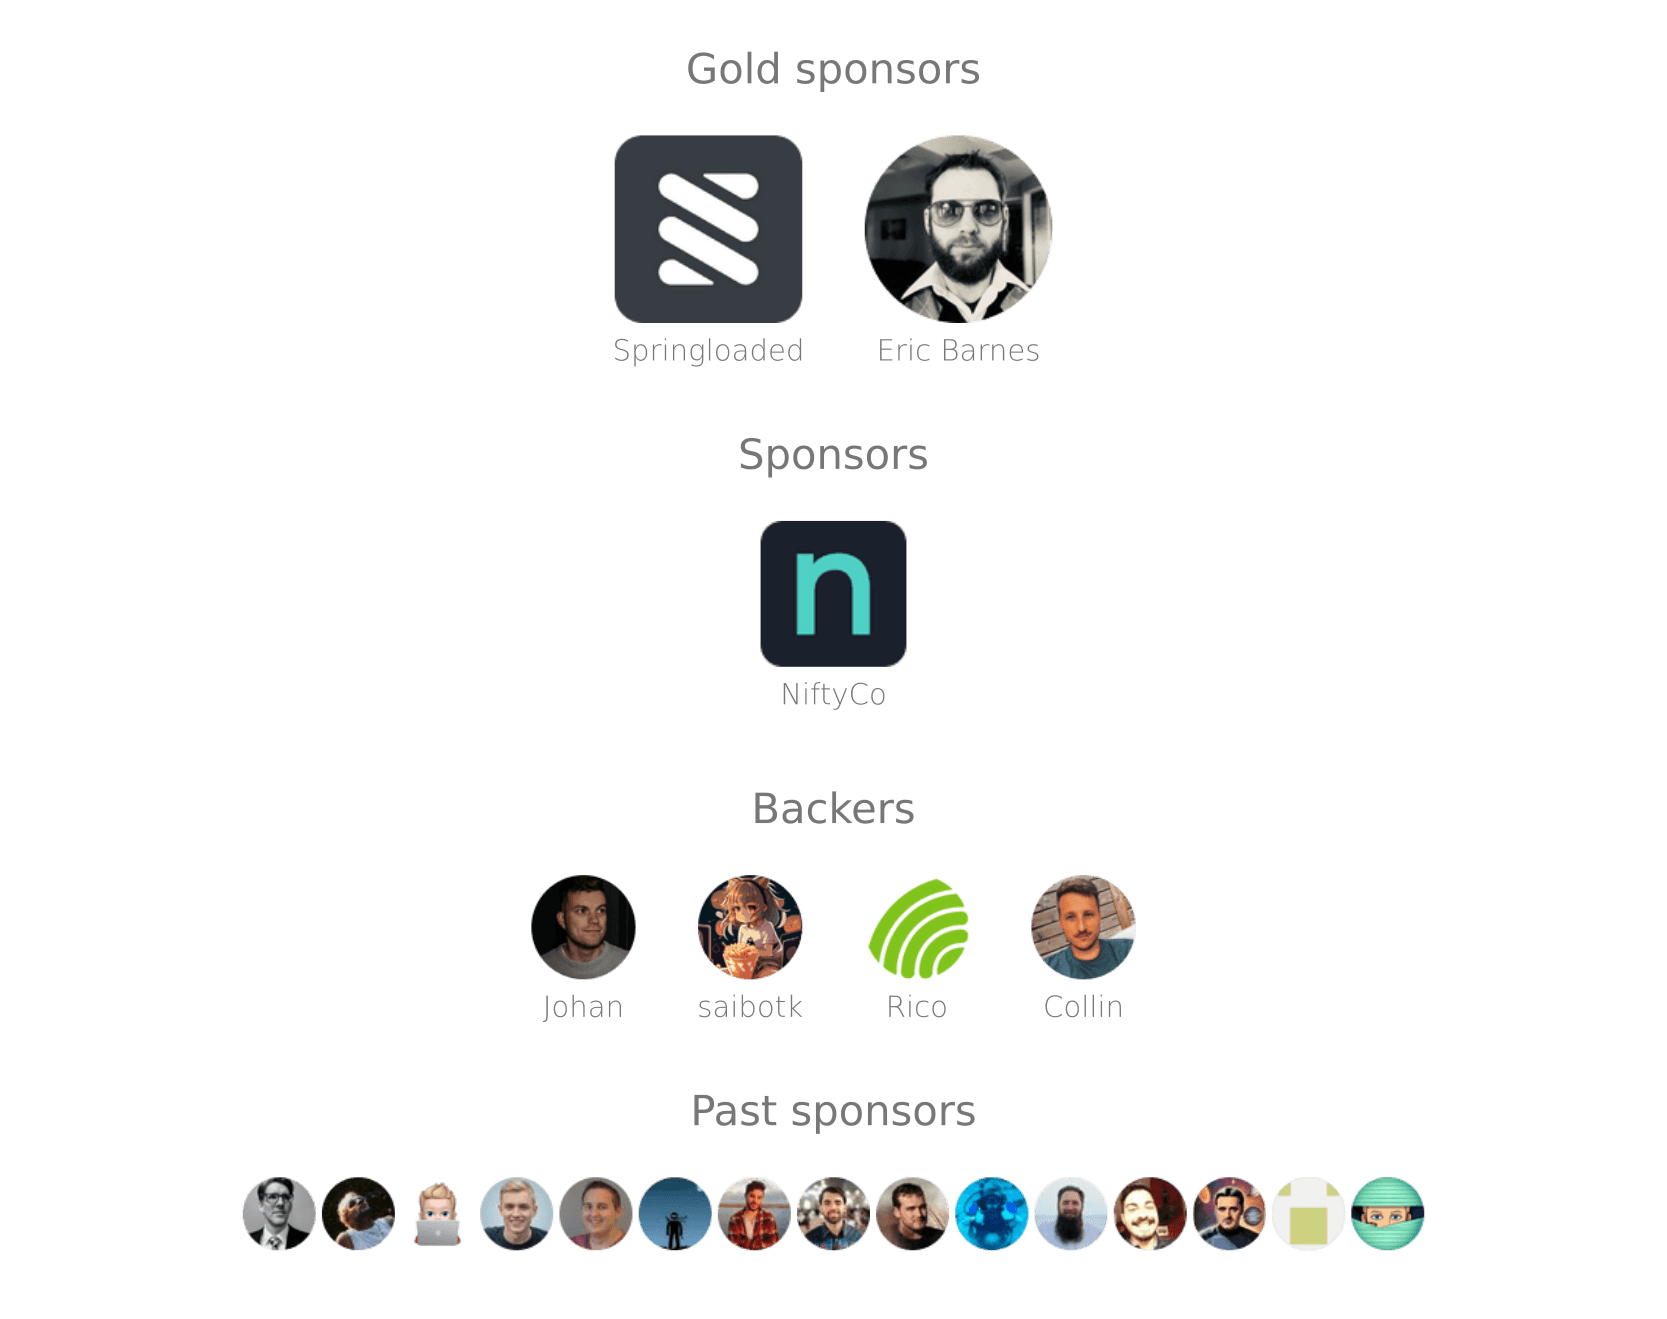 Gold sponsors
Springloaded
Eric Barnes
Sponsors
n
NiftyCo
Backers
Johan
saibotk
Rico
Collin
Past sponsors